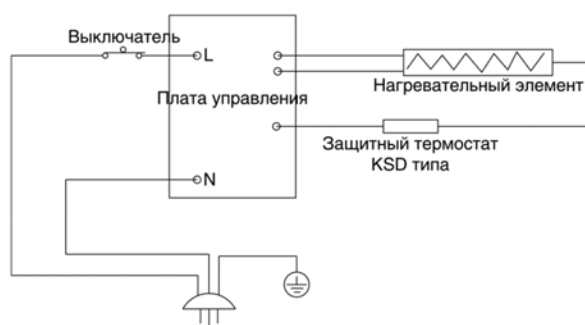 Выключатель
L
Плата управления
Нагревательный элемент
Защитный термостат
KSD типа
N